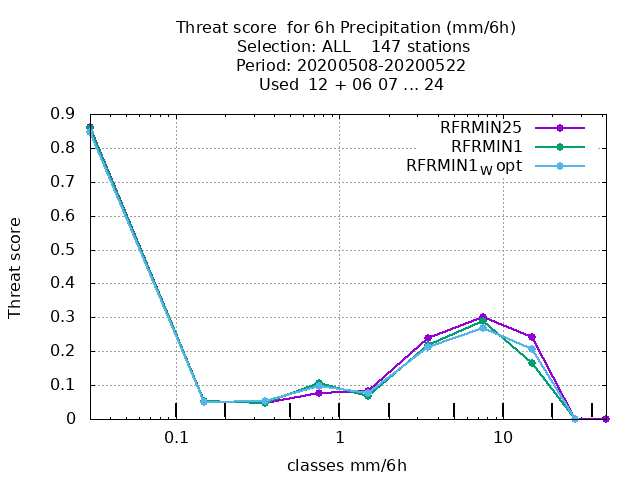 Threat score  for 6h Precipitation (mm/6h)
Selection: ALL    147 stations
Period: 20200508-20200522
Used  12 + 06 07 ... 24
RFRMIN25
RFRMIN1
RFRMIN1W opt
Threat score
0.9
0.8
0.7
0.6
0.5
0.4
0.3
0.2
0.1
0
0.1 1 10
classes mm/6h